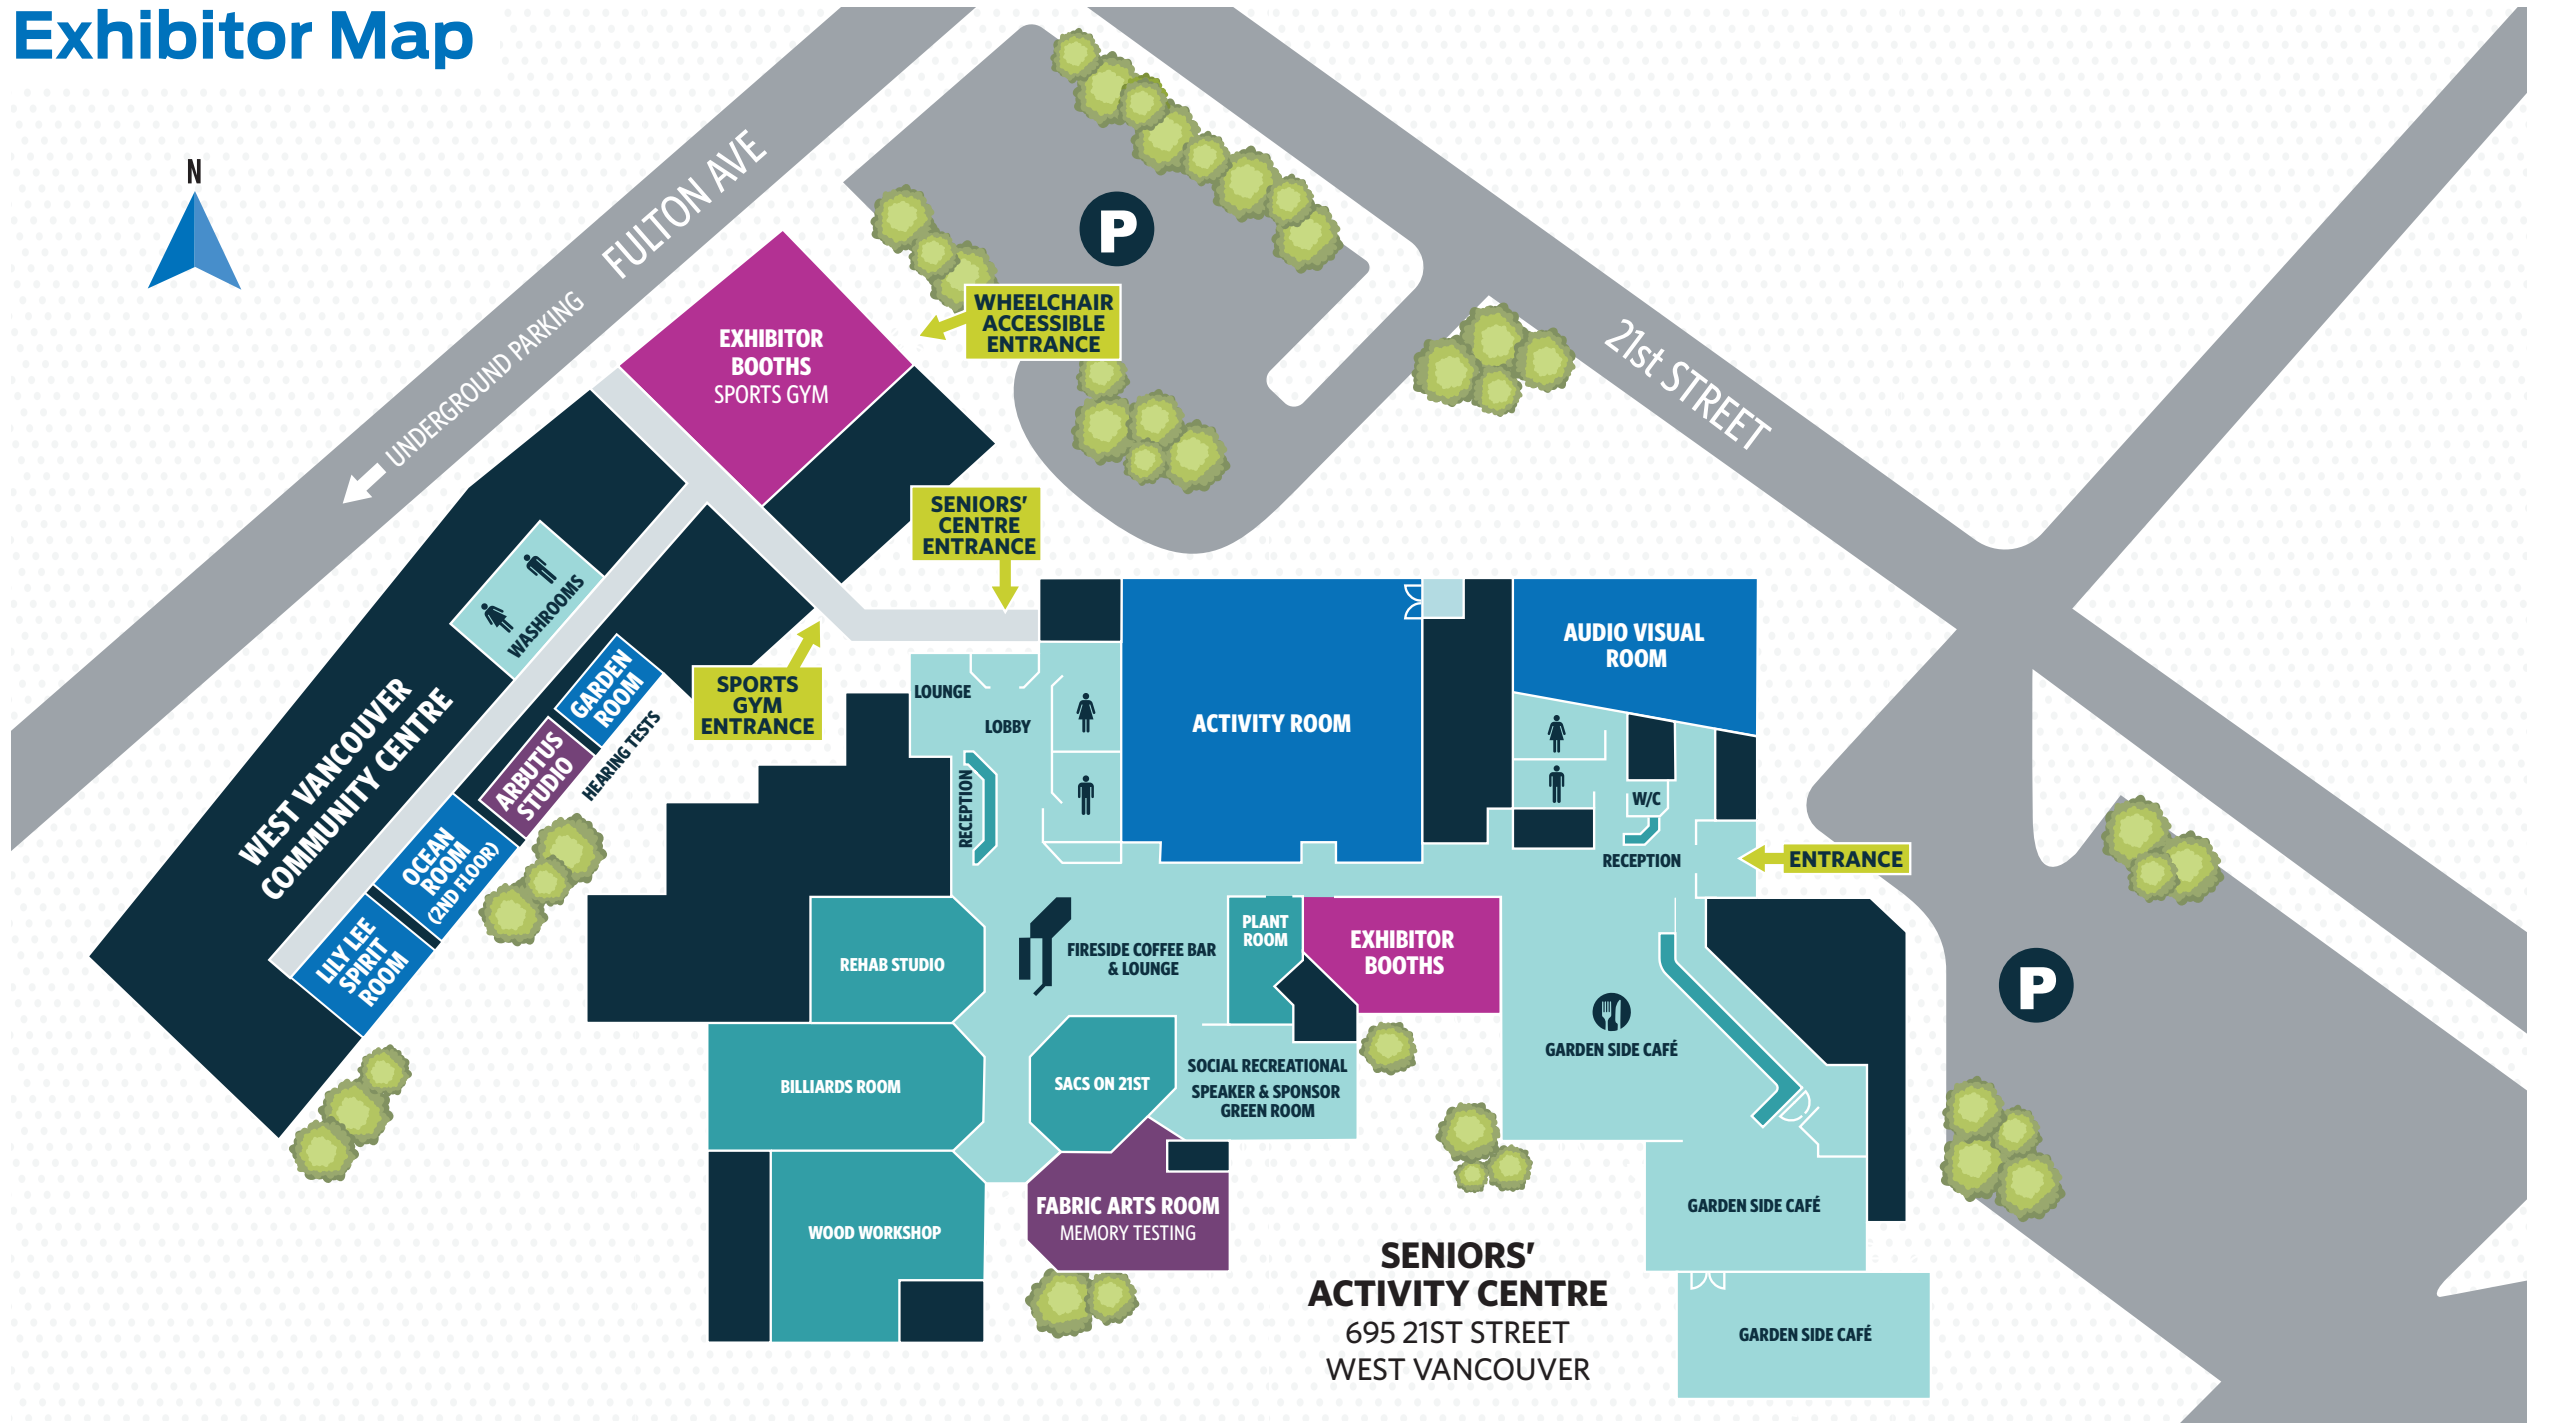 Exhibitor Map
N
FULTON AVE
UNDERGROUND PARKING
P
WHEELCHAIR
ACCESSIBLE
ENTRANCE
EXHIBITOR
BOOTHS
SPORTS GYM
21st STREET
SENIORS'
CENTRE
ENTRANCE
WASHROOMS
WEST VANCOUVER
COMMUNITY CENTRE
GARDEN
ROOM
HEARING TESTS
ARBUTUS
STUDIO
OCEAN
ROOM
(2ND FLOOR)
LILY LEE
SPIRIT
ROOM
SPORTS
GYM
ENTRANCE
LOUNGE
LOBBY
RECEPTION
ACTIVITY ROOM
AUDIO VISUAL
ROOM
W/C
RECEPTION
ENTRANCE
REHAB STUDIO
FIRESIDE COFFEE BAR
& LOUNGE
PLANT
ROOM
EXHIBITOR
BOOTHS
P
GARDEN SIDE CAFÉ
BILLIARDS ROOM
SACS ON 21ST
SOCIAL RECREATIONAL
SPEAKER & SPONSOR
GREEN ROOM
WOOD WORKSHOP
FABRIC ARTS ROOM
MEMORY TESTING
GARDEN SIDE CAFÉ
SENIORS'
ACTIVITY CENTRE
695 21ST STREET
WEST VANCOUVER
GARDEN SIDE CAFÉ